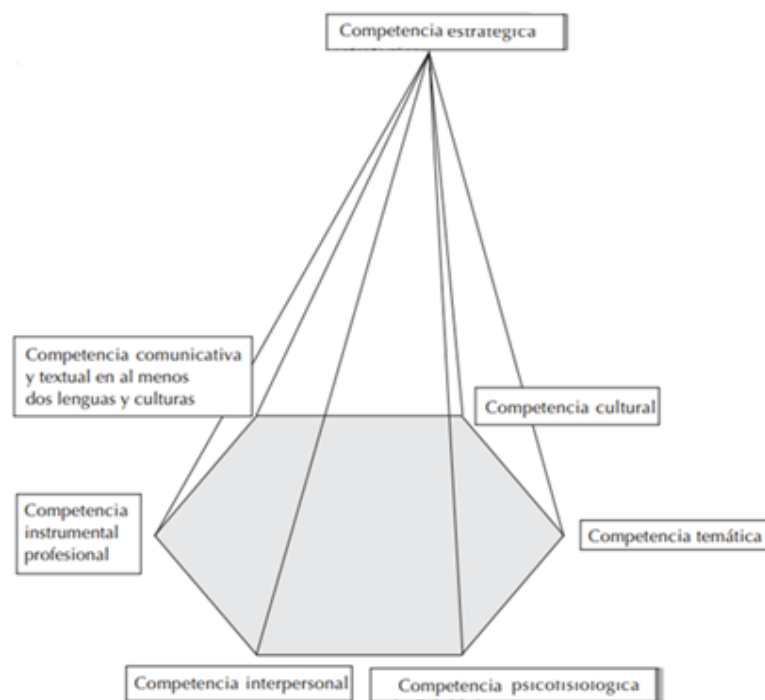 Competencia estratégica
Competencia comunicativa
y textual en al menos
dos lenguas y culturas
Competencia cultural
Competencia
instrumental
profesional
Competencia temática
Competencia interpersonal
Competencia psicofisiológica